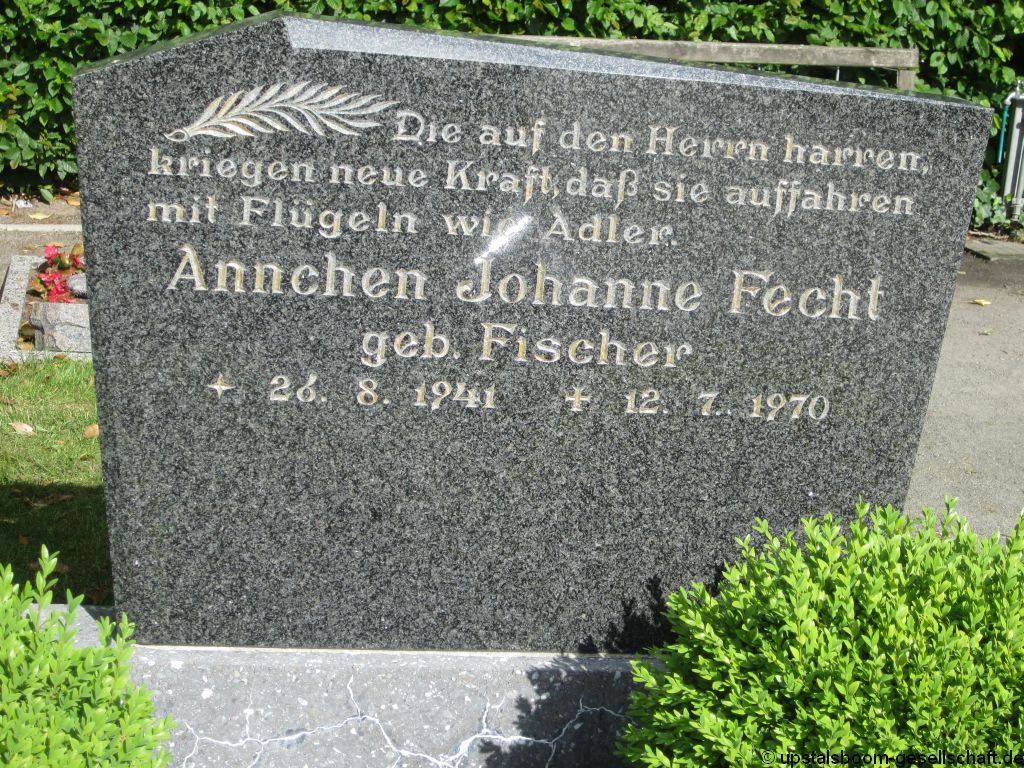 Die auf den Herrn harren,
kriegen neue Kraft, daß sie auffahren
mit Flügeln wie Adler.
Annchen Johanne Fecht
geb. Fischer
26. 8. 1941 12. 7. 1970
© upstalsboom-gesellschaft.de